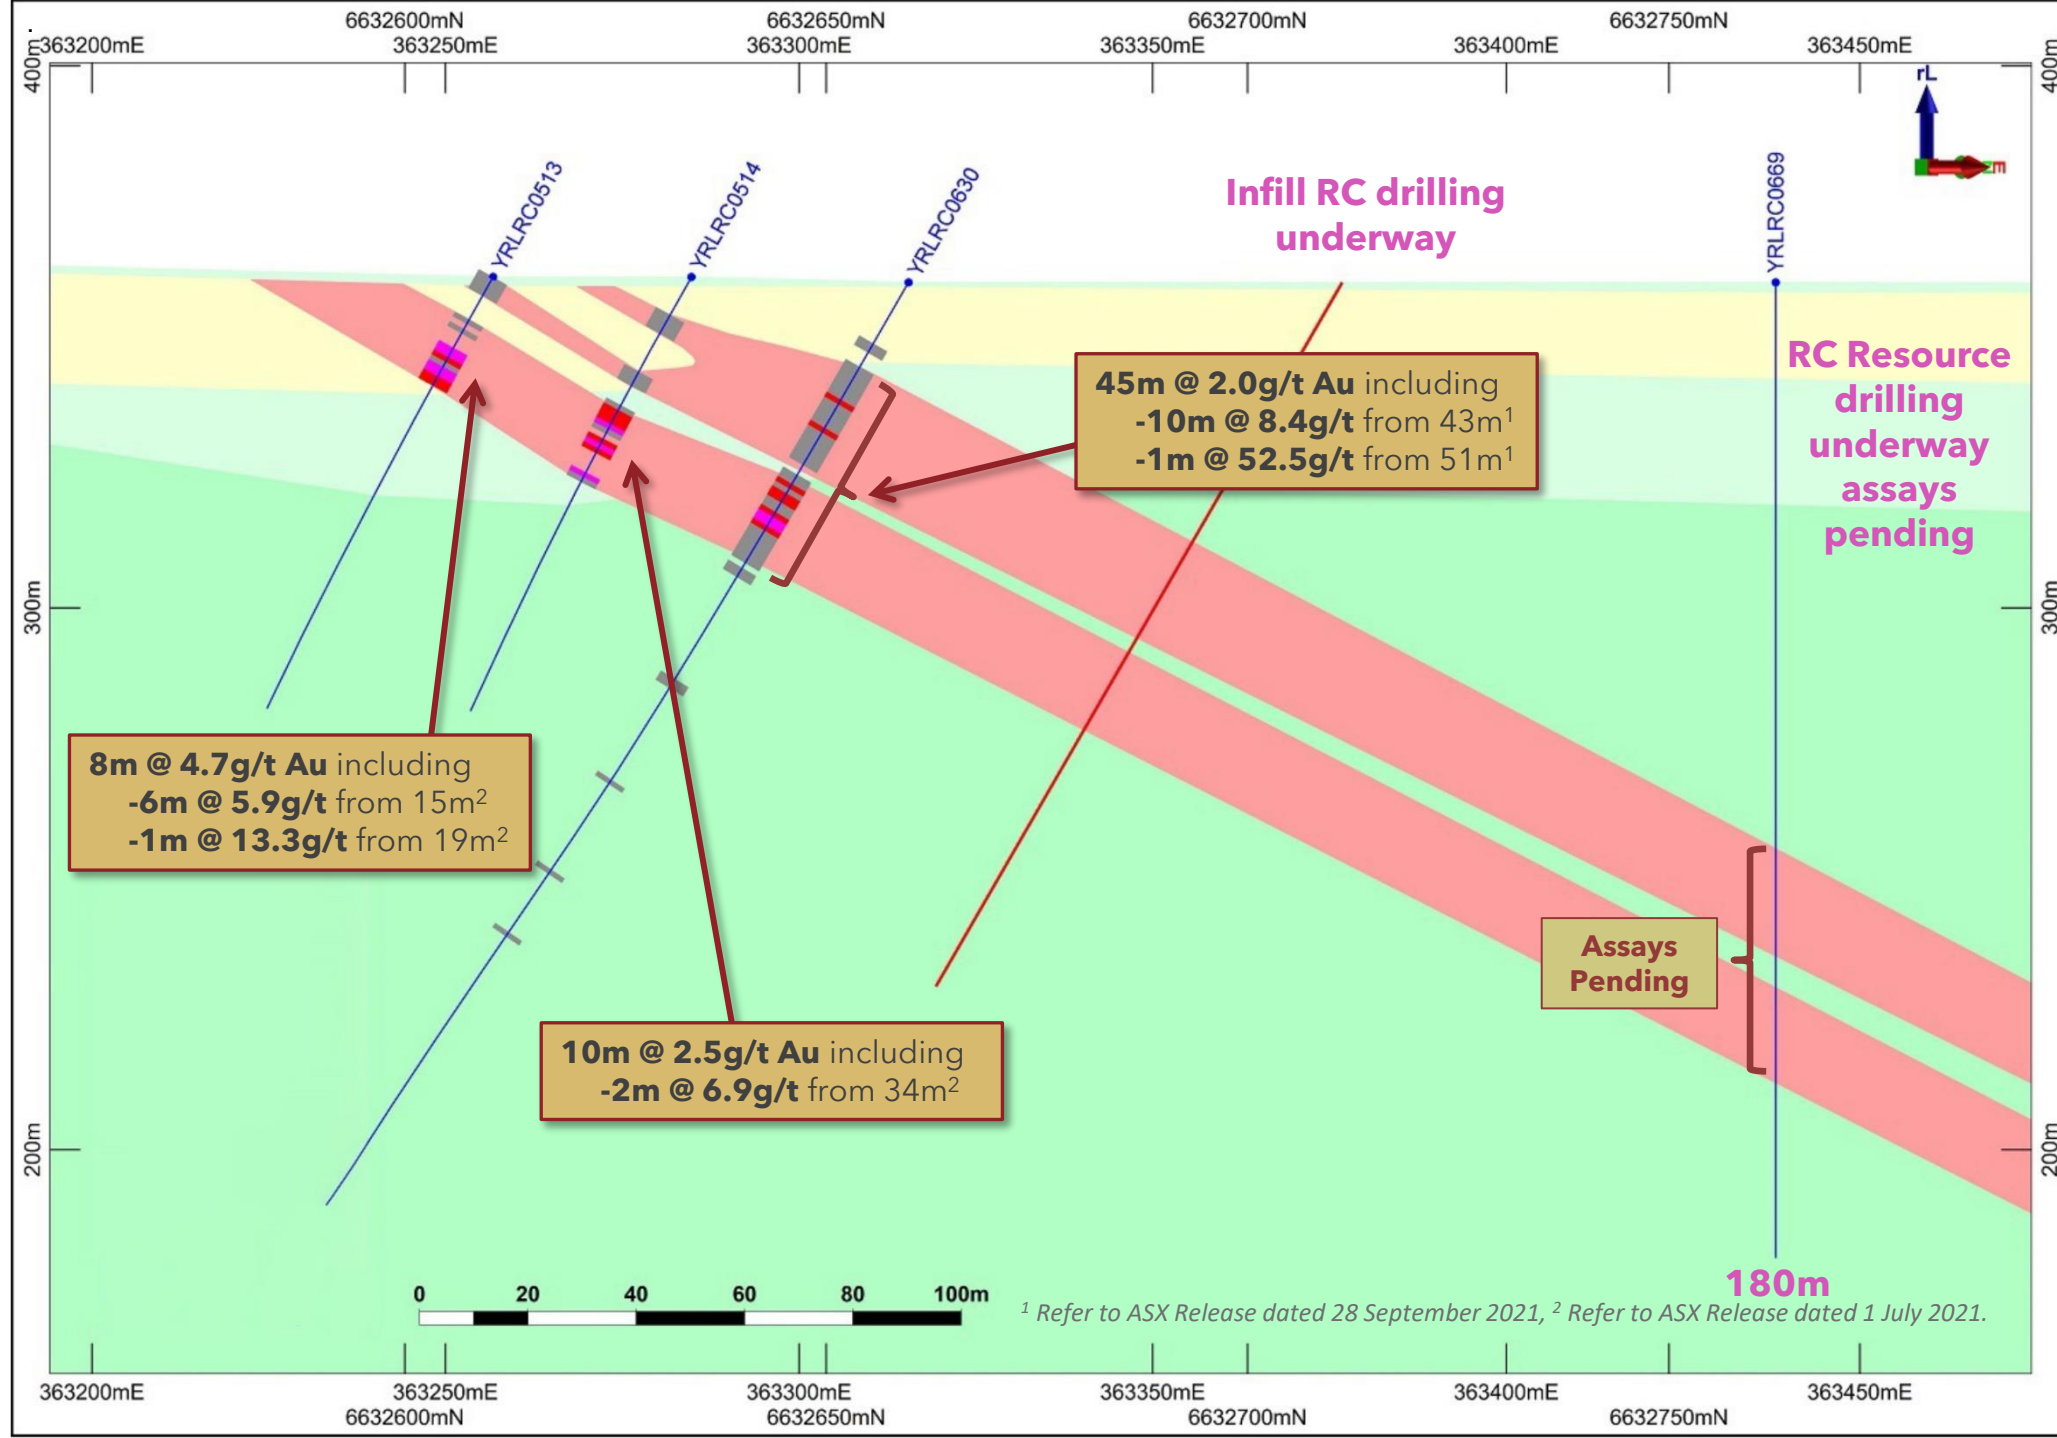 6632600mN 6632650mN 6632700mN 6632750mN
363200mE 363250mE 363300mE 363350mE 363400mE 363450mE
400m 400m
rL
YRLRC0513
YRLRC0514
YRLRC0630
YRLRC0669
Infill RC drilling
underway
RC Resource
drilling
underway
assays
pending
45m @ 2.0g/t Au including
-10m @ 8.4g/t from 43m¹
-1m @ 52.5g/t from 51m¹
300m 300m
8m @ 4.7g/t Au including
-6m @ 5.9g/t from 15m²
-1m @ 13.3g/t from 19m²
Assays
Pending
10m @ 2.5g/t Au including
-2m @ 6.9g/t from 34m²
200m 200m
180m
0 20 40 60 80 100m
¹ Refer to ASX Release dated 28 September 2021, ² Refer to ASX Release dated 1 July 2021.
363200mE 363250mE 363300mE 363350mE 363400mE 363450mE
6632600mN 6632650mN 6632700mN 6632750mN